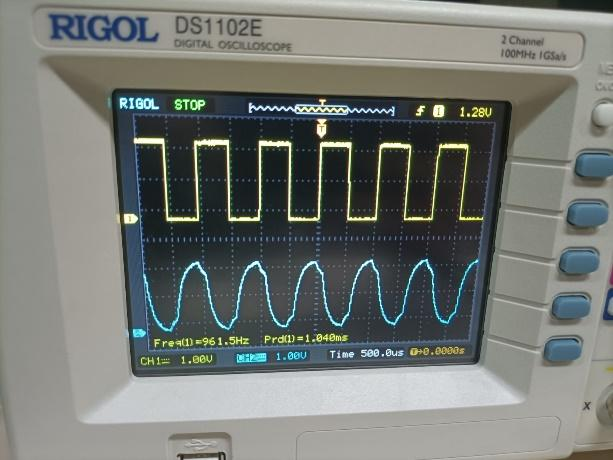 RIGOL DS1102E
DIGITAL OSCILLOSCOPE
2 Channel
100MHz 1GSa/s
RIGOL STOP
T
1 1.28V
T
1
Freq(1)=961.5Hz Prd(1)=1.040ms
CH1 1.00V CH2 1.00V Time 500.0us T→0.0000s
X